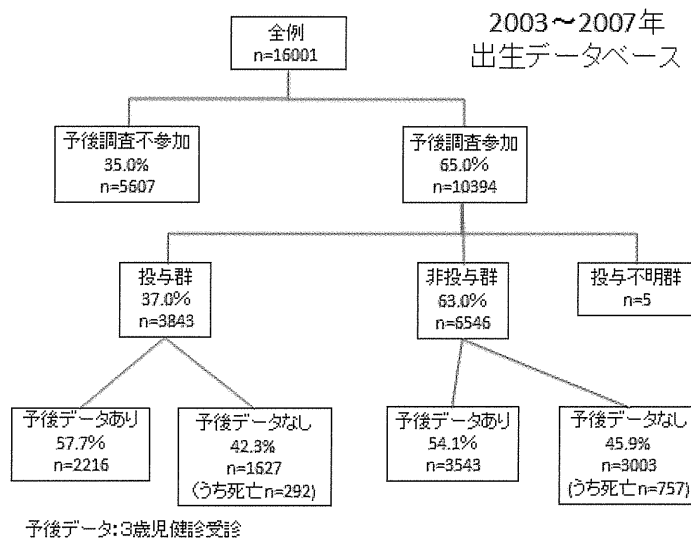 2003～2007年
出生データベース
全例
n=16001
予後調査不参加
35.0%
n=5607
予後調査参加
65.0%
n=10394
投与群
37.0%
n=3843
非投与群
63.0%
n=6546
投与不明群
n=5
予後データあり
57.7%
n=2216
予後データなし
42.3%
n=1627
(うち死亡n=292)
予後データあり
54.1%
n=3543
予後データなし
45.9%
n=3003
(うち死亡n=757)
予後データ:3歳児健診受診